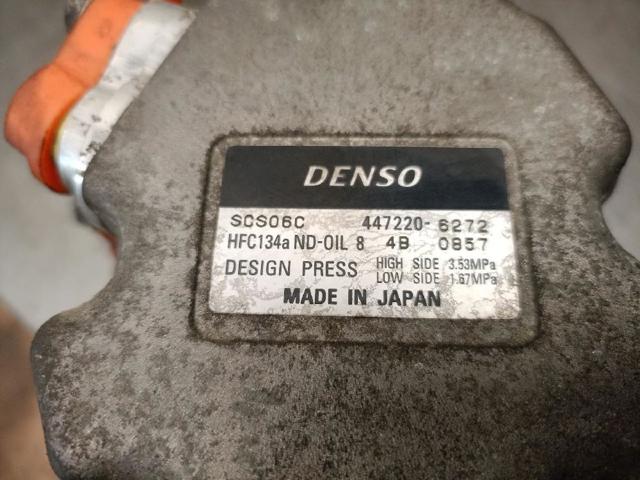 DENSO
SCS06C 447220-6272
HFC134a ND-OIL 8 4B 0857
DESIGN PRESS HIGH SIDE 3.53MPa
LOW SIDE 1.67MPa
MADE IN JAPAN